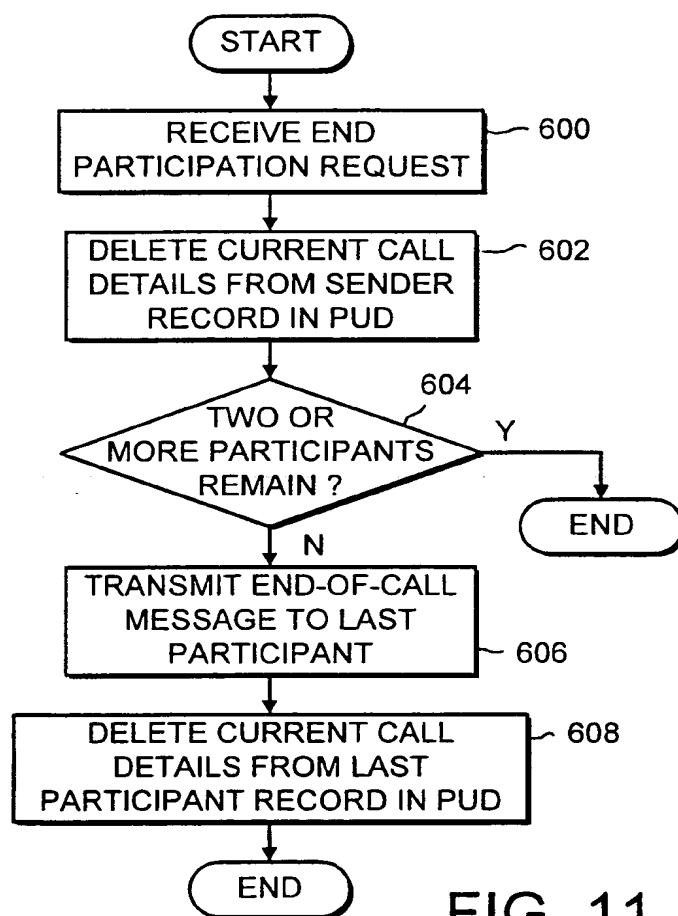 START
RECEIVE END
PARTICIPATION REQUEST
600
DELETE CURRENT CALL
DETAILS FROM SENDER
RECORD IN PUD
602
604
TWO OR
MORE PARTICIPANTS
REMAIN ?
Y
END
N
TRANSMIT END-OF-CALL
MESSAGE TO LAST
PARTICIPANT
606
DELETE CURRENT CALL
DETAILS FROM LAST
PARTICIPANT RECORD IN PUD
608
END
FIG. 11